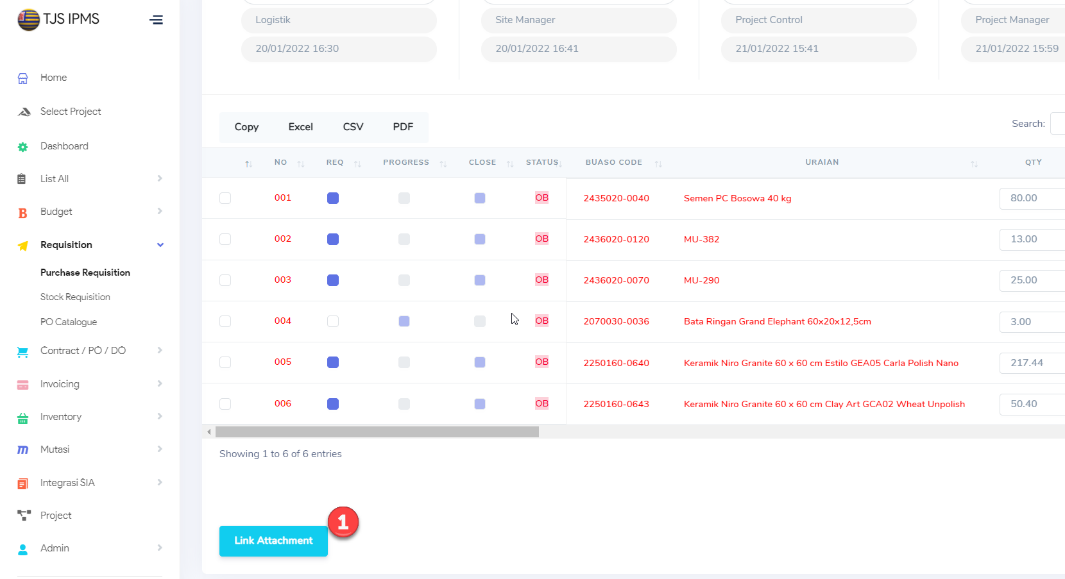 TJS IPMS
Home
Select Project
Dashboard
List All
Budget
Requisition
Purchase Requisition
Stock Requisition
PO Catalogue
Contract / PO / DO
Invoicing
Inventory
Mutasi
Integrasi SIA
Project
Admin
Logistik Site Manager Project Control Project Manager
20/01/2022 16:30 20/01/2022 16:41 21/01/2022 15:41 21/01/2022 15:59
Copy Excel CSV PDF Search:
NO REQ PROGRESS CLOSE STATUS BUASO CODE URAIAN QTY
001 OB 2435020-0040 Semen PC Bosowa 40 kg 80.00
002 OB 2436020-0120 MU-382 13.00
003 OB 2436020-0070 MU-290 25.00
004 OB 2070030-0036 Bata Ringan Grand Elephant 60x20x12,5cm 3.00
005 OB 2250160-0640 Keramik Niro Granite 60 x 60 cm Estilo GEA05 Carla Polish Nano 217.44
006 OB 2250160-0643 Keramik Niro Granite 60 x 60 cm Clay Art GCA02 Wheat Unpolish 50.40
Showing 1 to 6 of 6 entries
1
Link Attachment